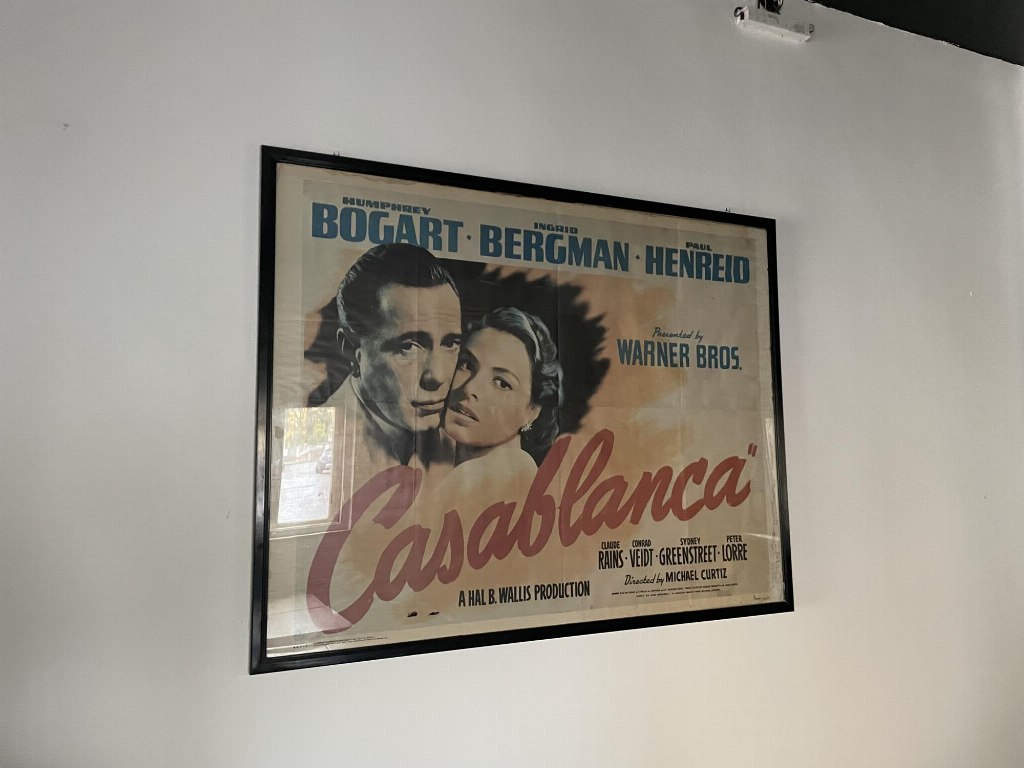 HUMPHREY INGRID PAUL
BOGART · BERGMAN · HENREID
Presented by
WARNER BROS.
Casablanca"
CLAUDE CONRAD SYDNEY PETER
RAINS · VEIDT · GREENSTREET · LORRE
Directed by MICHAEL CURTIZ
A HAL B. WALLIS PRODUCTION